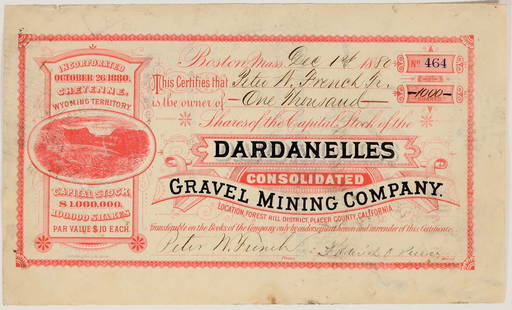 INCORPORATED
OCTOBER 26, 1880,
CHEYENNE,
WYOMING TERRITORY.
CAPITAL STOCK
$1,000,000.
100000 SHARES
PAR VALUE $10 EACH.
Boston Mass. Dec 1st 1880
No 464
This Certifies that Peter W. French Jr.
is the owner of One Thousand
1000
Shares of the Capital Stock of the
DARDANELLES
CONSOLIDATED
GRAVEL MINING COMPANY.
LOCATION, FOREST HILL DISTRICT, PLACER COUNTY, CALIFORNIA
Transferable on the Books of the Company only by endorsement hereon and surrender of this Certificate.
Peter W. French